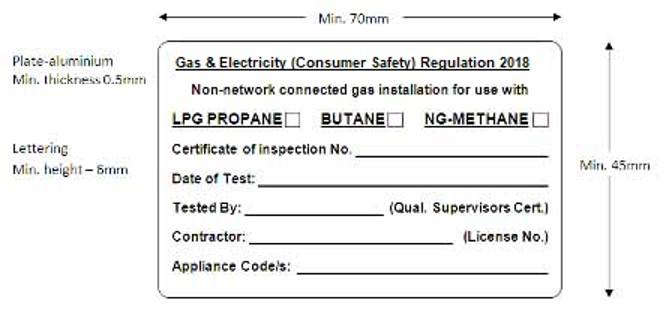 Min. 70mm
Plate-aluminium
Min. thickness 0.5mm
Gas & Electricity (Consumer Safety) Regulation 2018
Non-network connected gas installation for use with
LPG PROPANE BUTANE NG-METHANE
Lettering
Min. height – 6mm
Certificate of inspection No.
Min. 45mm
Date of Test:
Tested By: (Qual. Supervisors Cert.)
Contractor: (License No.)
Appliance Code/s: